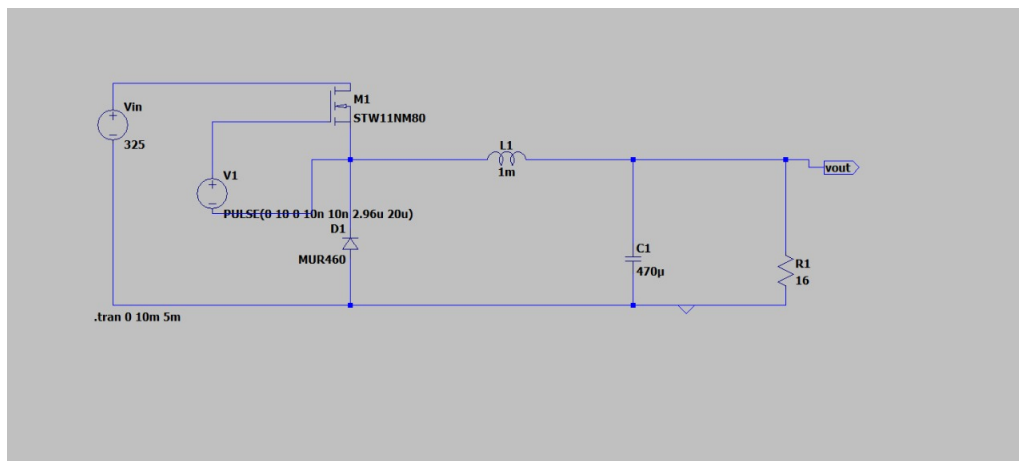 Vin
325
M1
STW11NM80
V1
PULSE(0 10 0 10n 10n 2.96u 20u)
D1
MUR460
L1
1m
vout
C1
470µ
R1
16
.tran 0 10m 5m